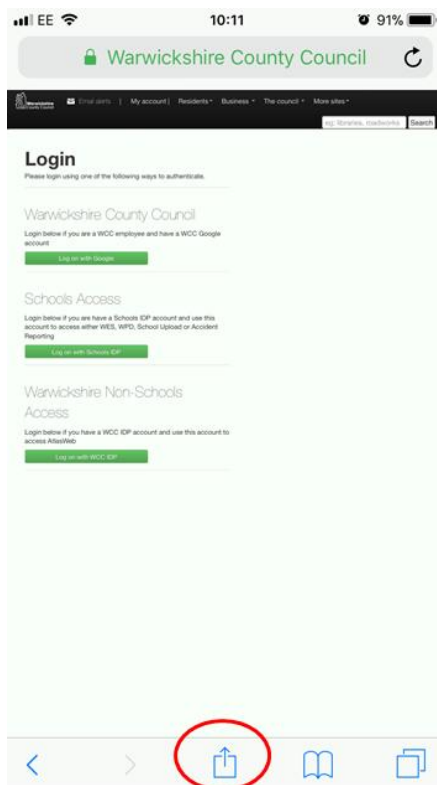 EE 10:11 91%
Warwickshire County Council
Warwickshire Email alerts | My account | Residents Business The council More sites
eg: libraries, roadworks Search
Login
Please login using one of the following ways to authenticate.
Warwickshire County Council
Login below if you are a WCC employee and have a WCC Google
account
Log on with Google
Schools Access
Login below if you are have a Schools IDP account and use this
account to access either WES, WPD, School Upload or Accident
Reporting
Log on with Schools IDP
Warwickshire Non-Schools
Access
Login below if you have a WCC IDP account and use this account to
access AtlasWeb
Log on with WCC IDP